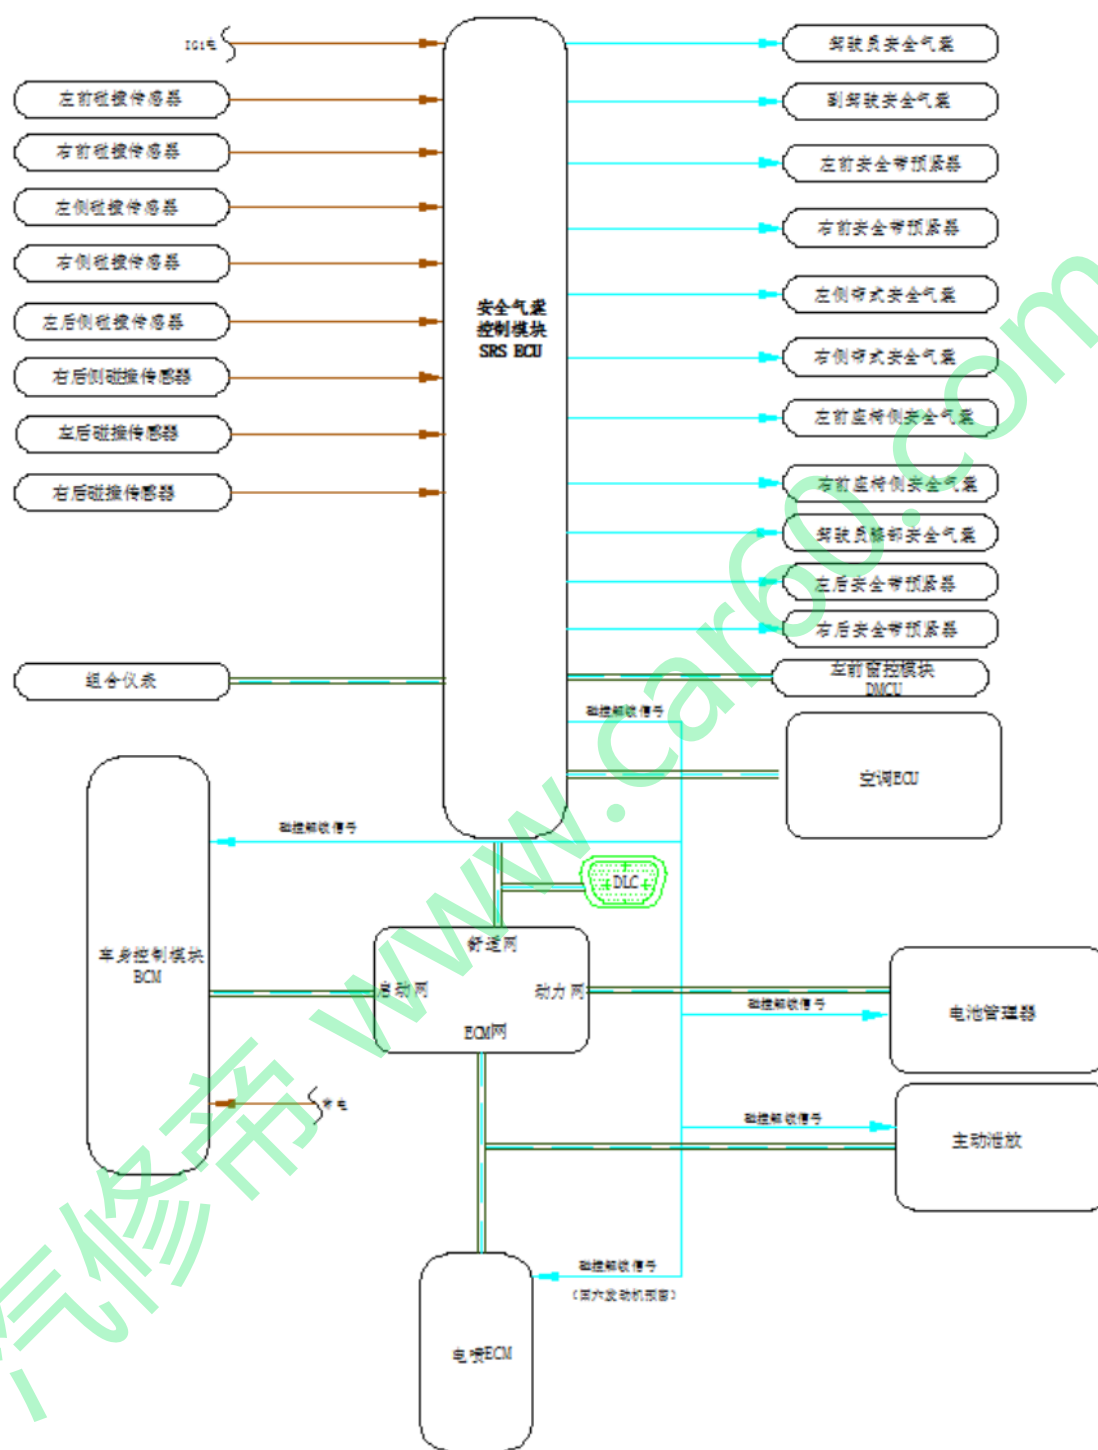 IG1电
左前碰撞传感器
右前碰撞传感器
左侧碰撞传感器
右侧碰撞传感器
左后侧碰撞传感器
右后侧碰撞传感器
左后碰撞传感器
右后碰撞传感器
组合仪表
安全气囊
控制模块
SRS ECU
驾驶员安全气囊
副驾驶安全气囊
左前安全带预紧器
右前安全带预紧器
左侧帘式安全气囊
右侧帘式安全气囊
左前座椅侧安全气囊
右前座椅侧安全气囊
驾驶员膝部安全气囊
左后安全带预紧器
右后安全带预紧器
左前窗控模块
DMCU
碰撞解锁信号
空调ECU
碰撞解锁信号
DLC
车身控制模块
BCM
舒适网
启动网
动力网
ECM网
碰撞解锁信号
电池管理器
常电
碰撞解锁信号
主动泄放
碰撞解锁信号
(国六发动机预留)
电喷ECM
汽修帝 www.car60.com